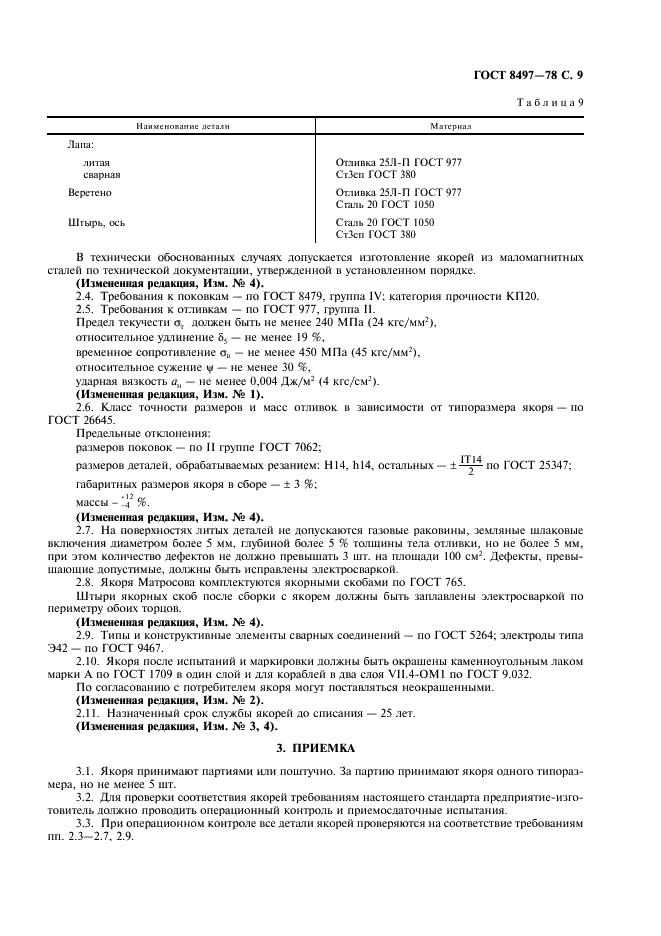 ГОСТ 8497—78 С. 9
Таблица 9
Наименование детали Материал
Лапа:
литая Отливка 25Л-П ГОСТ 977
сварная Ст3сп ГОСТ 380
Веретено Отливка 25Л-П ГОСТ 977
Сталь 20 ГОСТ 1050
Штырь, ось Сталь 20 ГОСТ 1050
Ст3сп ГОСТ 380
В технически обоснованных случаях допускается изготовление якорей из маломагнитных
сталей по технической документации, утвержденной в установленном порядке.
(Измененная редакция, Изм. № 4).
2.4. Требования к поковкам — по ГОСТ 8479, группа IV; категория прочности КП20.
2.5. Требования к отливкам — по ГОСТ 977, группа II.
Предел текучести σт должен быть не менее 240 МПа (24 кгс/мм²),
относительное удлинение δ5 — не менее 19 %,
временное сопротивление σв — не менее 450 МПа (45 кгс/мм²),
относительное сужение ψ — не менее 30 %,
ударная вязкость ан — не менее 0,004 Дж/м² (4 кгс/см²).
(Измененная редакция, Изм. № 1).
2.6. Класс точности размеров и масс отливок в зависимости от типоразмера якоря — по
ГОСТ 26645.
Предельные отклонения:
размеров поковок — по II группе ГОСТ 7062;
размеров деталей, обрабатываемых резанием: H14, h14, остальных — ± IT14/2 по ГОСТ 25347;
габаритных размеров якоря в сборе — ± 3 %;
массы – +12 −4 %.
(Измененная редакция, Изм. № 4).
2.7. На поверхностях литых деталей не допускаются газовые раковины, земляные шлаковые
включения диаметром более 5 мм, глубиной более 5 % толщины тела отливки, но не более 5 мм,
при этом количество дефектов не должно превышать 3 шт. на площади 100 см². Дефекты, превы-
шающие допустимые, должны быть исправлены электросваркой.
2.8. Якоря Матросова комплектуются якорными скобами по ГОСТ 765.
Штыри якорных скоб после сборки с якорем должны быть заплавлены электросваркой по
периметру обоих торцов.
(Измененная редакция, Изм. № 4).
2.9. Типы и конструктивные элементы сварных соединений — по ГОСТ 5264; электроды типа
Э42 — по ГОСТ 9467.
2.10. Якоря после испытаний и маркировки должны быть окрашены каменноугольным лаком
марки А по ГОСТ 1709 в один слой и для кораблей в два слоя VII.4-ОМ1 по ГОСТ 9.032.
По согласованию с потребителем якоря могут поставляться неокрашенными.
(Измененная редакция, Изм. № 2).
2.11. Назначенный срок службы якорей до списания — 25 лет.
(Измененная редакция, Изм. № 3, 4).
3. ПРИЕМКА
3.1. Якоря принимают партиями или поштучно. За партию принимают якоря одного типораз-
мера, но не менее 5 шт.
3.2. Для проверки соответствия якорей требованиям настоящего стандарта предприятие-изго-
товитель должно проводить операционный контроль и приемосдаточные испытания.
3.3. При операционном контроле все детали якорей проверяются на соответствие требованиям
пп. 2.3—2.7, 2.9.